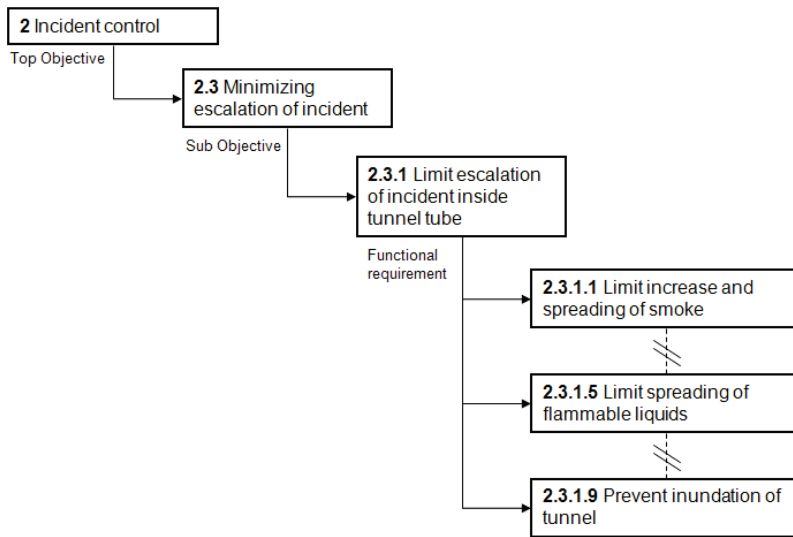 2 Incident control
Top Objective
2.3 Minimizing
escalation of incident
Sub Objective
2.3.1 Limit escalation
of incident inside
tunnel tube
Functional
requirement
2.3.1.1 Limit increase and
spreading of smoke
2.3.1.5 Limit spreading of
flammable liquids
2.3.1.9 Prevent inundation of
tunnel